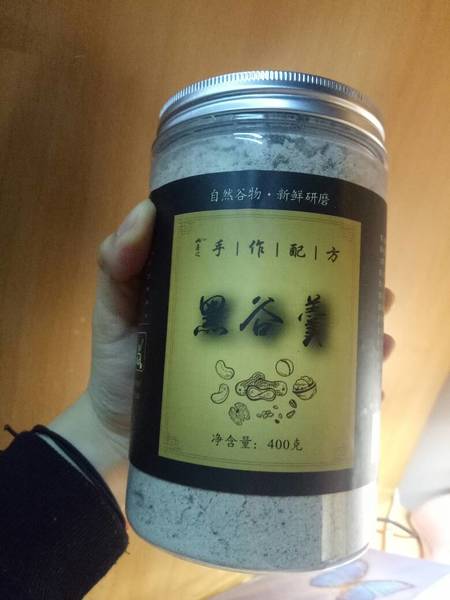 自然谷物·新鲜研磨
手|作|配|方
黑谷羹
净含量：400克